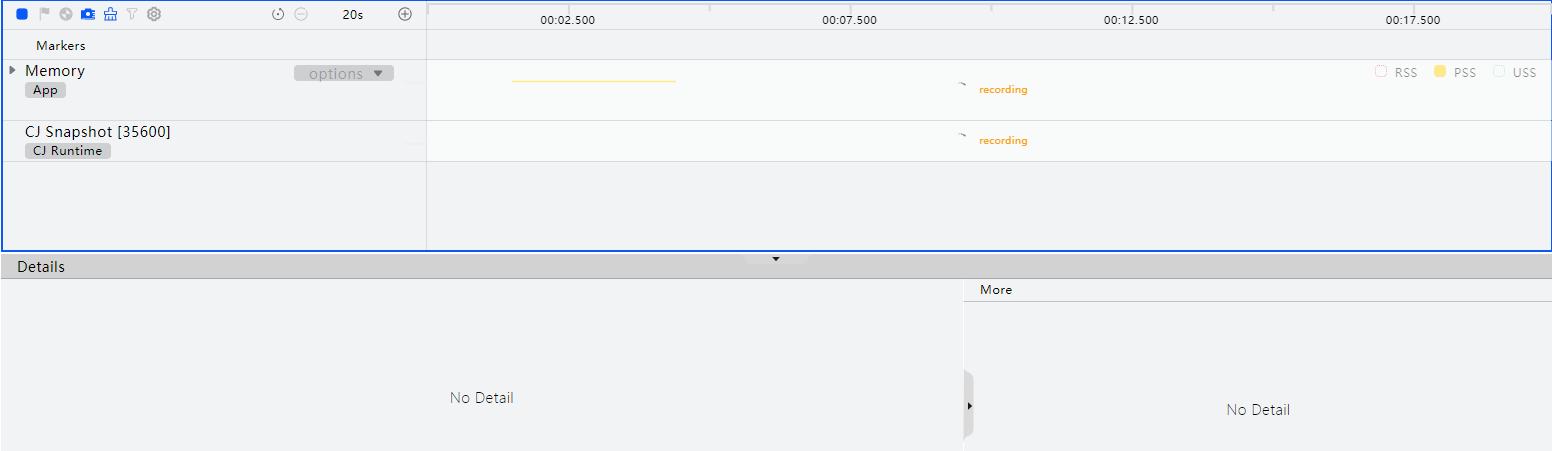 20s
00:02.500 00:07.500 00:12.500 00:17.500
Markers
Memory options
App
recording
RSS PSS USS
CJ Snapshot [35600]
CJ Runtime
recording
Details
More
No Detail
No Detail